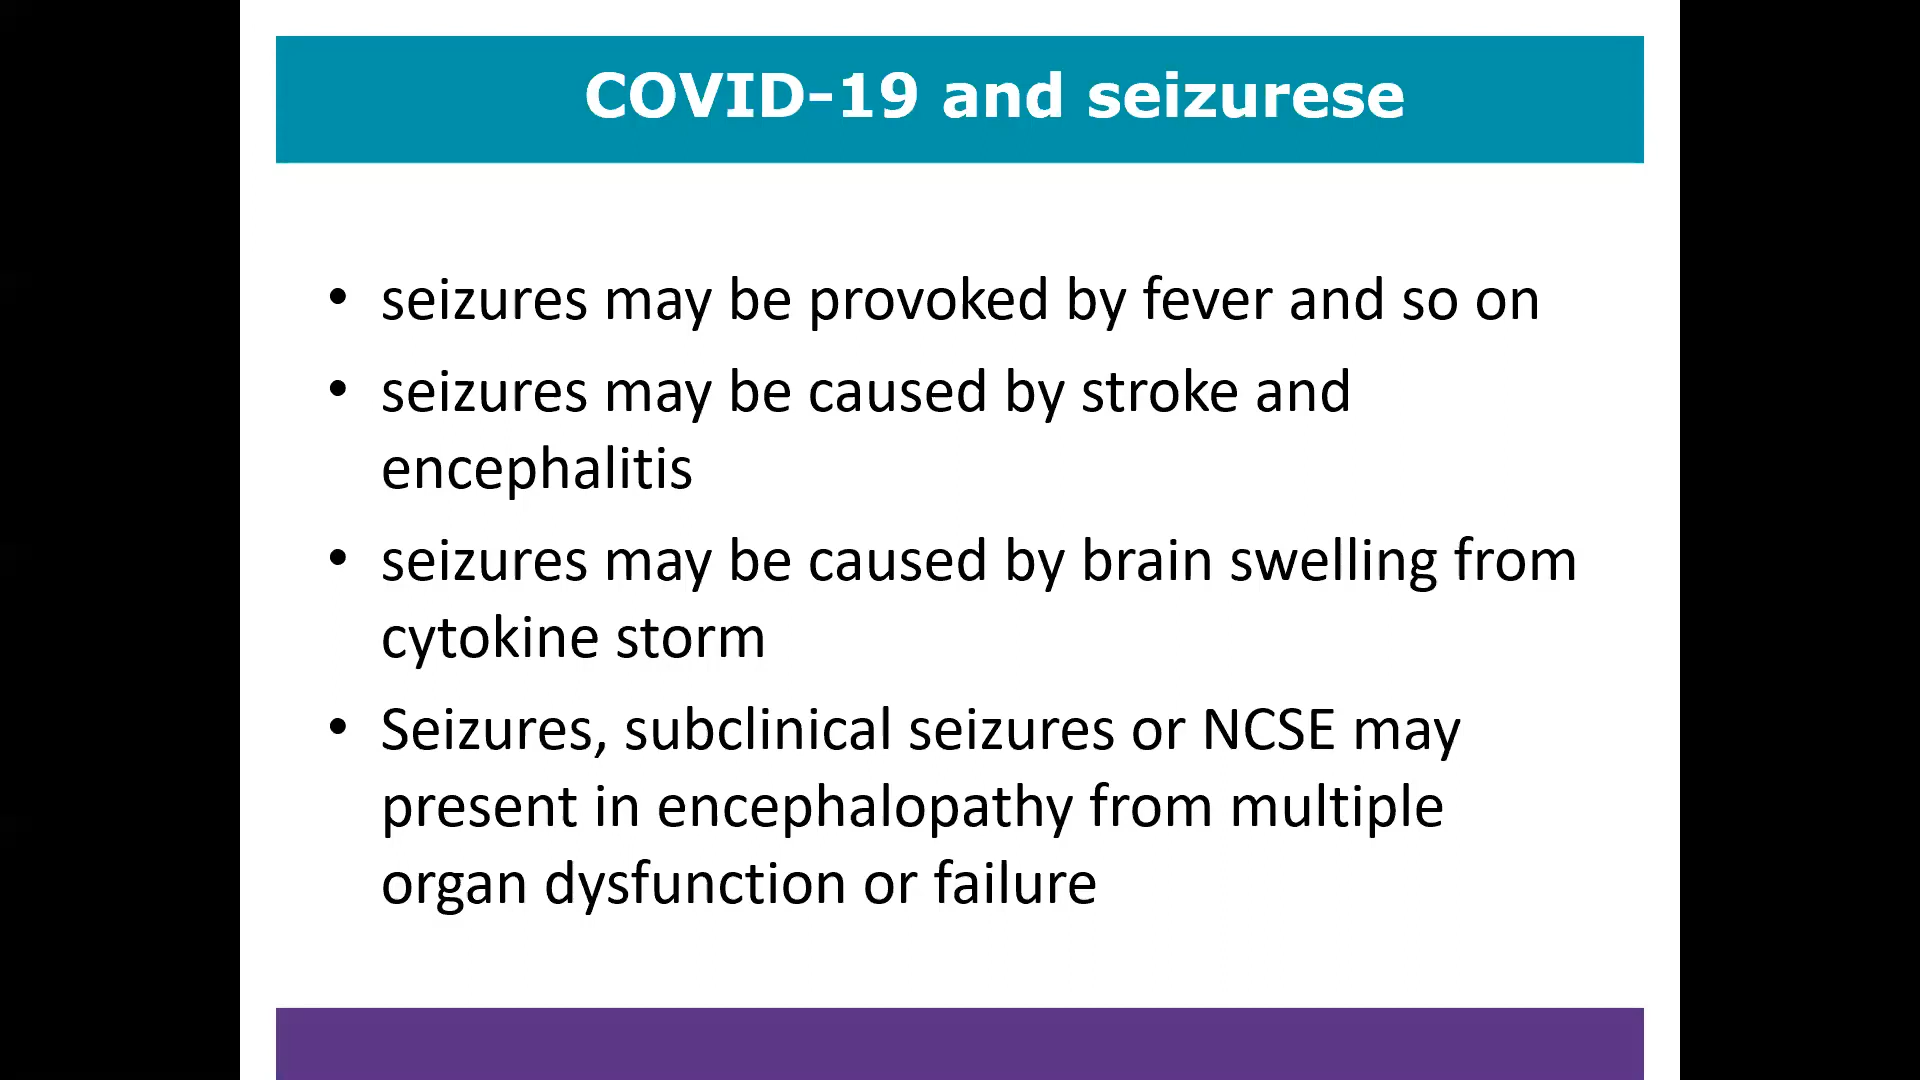 COVID-19 and seizurese
• seizures may be provoked by fever and so on
• seizures may be caused by stroke and
encephalitis
• seizures may be caused by brain swelling from
cytokine storm
• Seizures, subclinical seizures or NCSE may
present in encephalopathy from multiple
organ dysfunction or failure